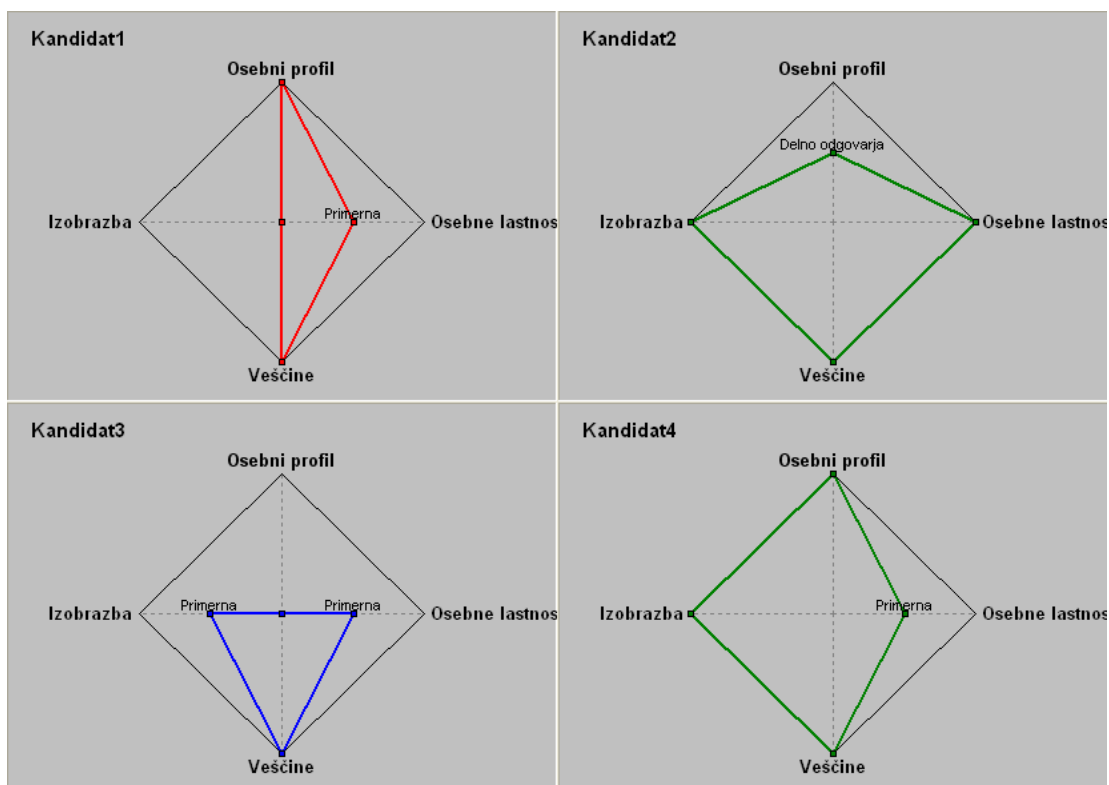 Kandidat1
Osebni profil
Izobrazba
Primerna
Osebne lastnos
Veščine
Kandidat2
Osebni profil
Delno odgovarja
Izobrazba
Osebne lastnos
Veščine
Kandidat3
Osebni profil
Izobrazba
Primerna
Primerna
Osebne lastnos
Veščine
Kandidat4
Osebni profil
Izobrazba
Primerna
Osebne lastnos
Veščine